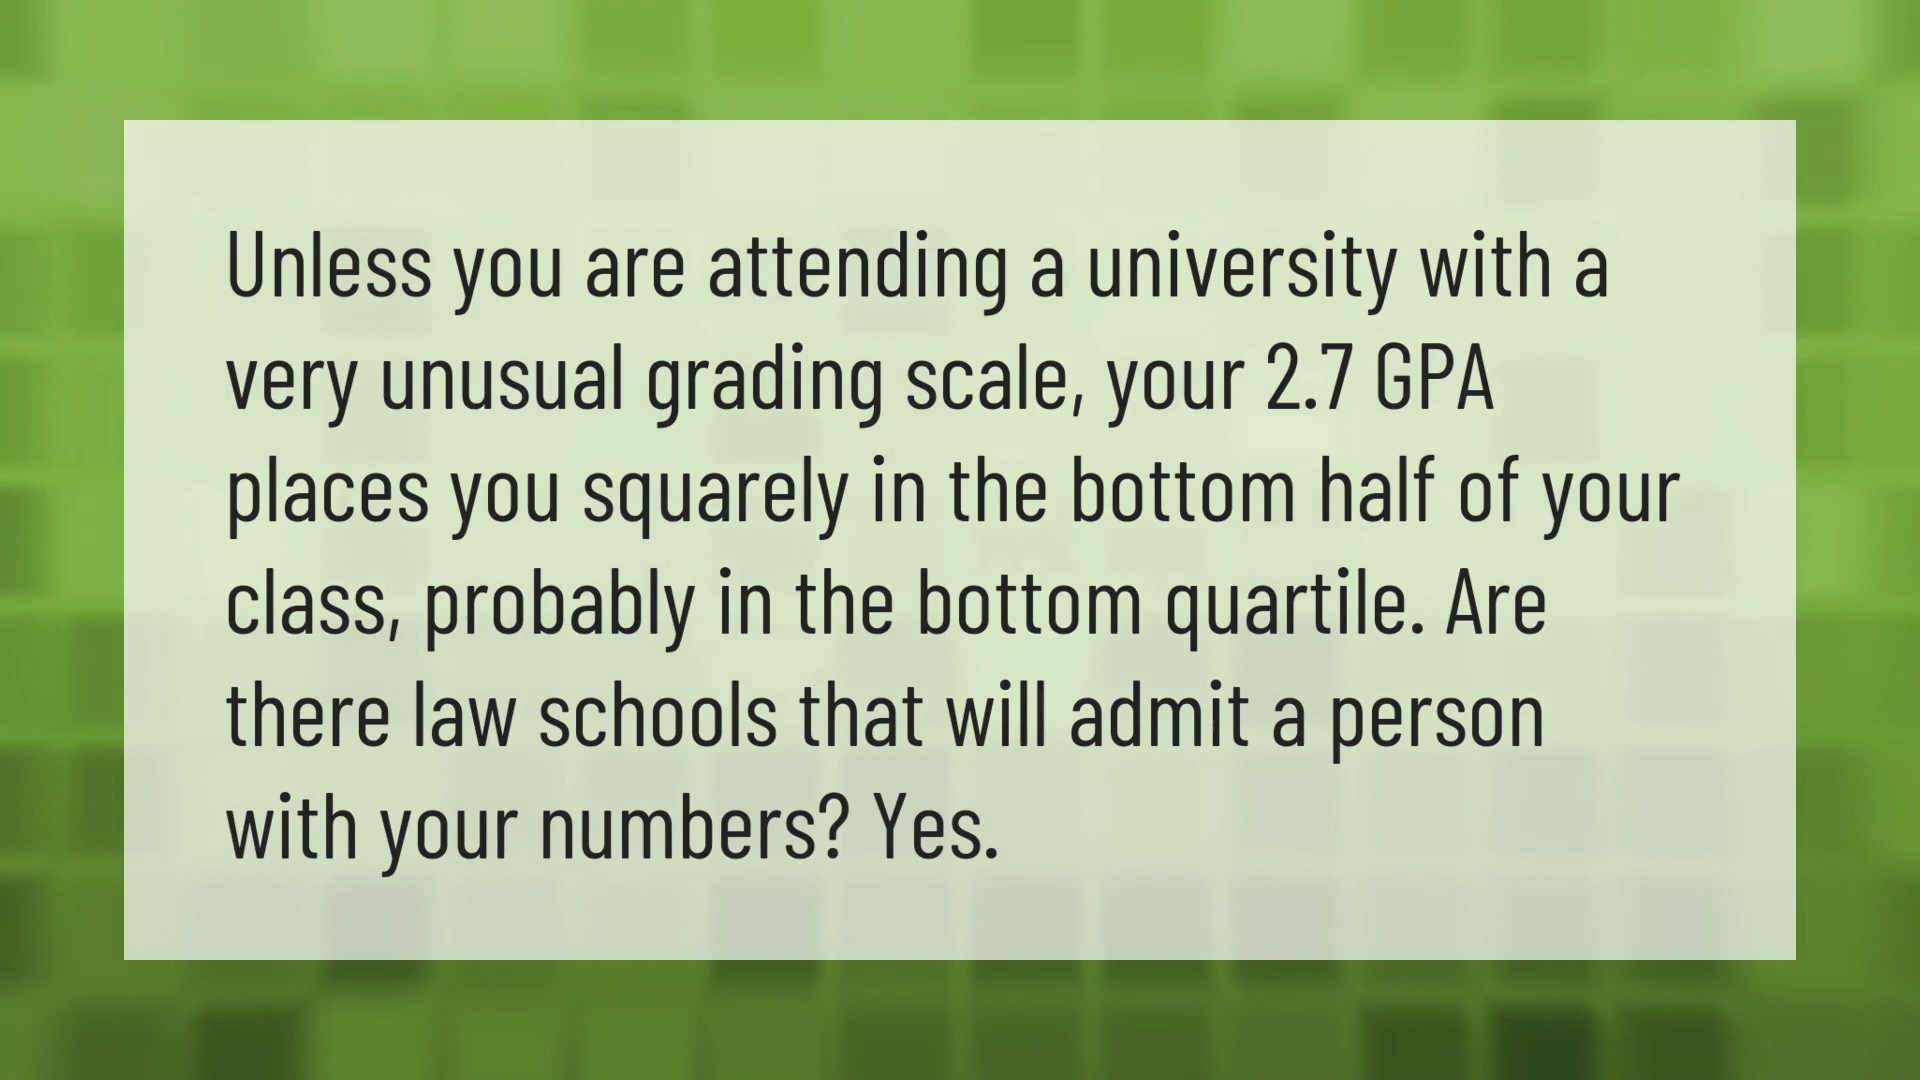 Unless you are attending a university with a
very unusual grading scale, your 2.7 GPA
places you squarely in the bottom half of your
class, probably in the bottom quartile. Are
there law schools that will admit a person
with your numbers? Yes.